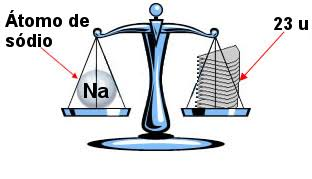 Átomo de
sódio
23 u
Na